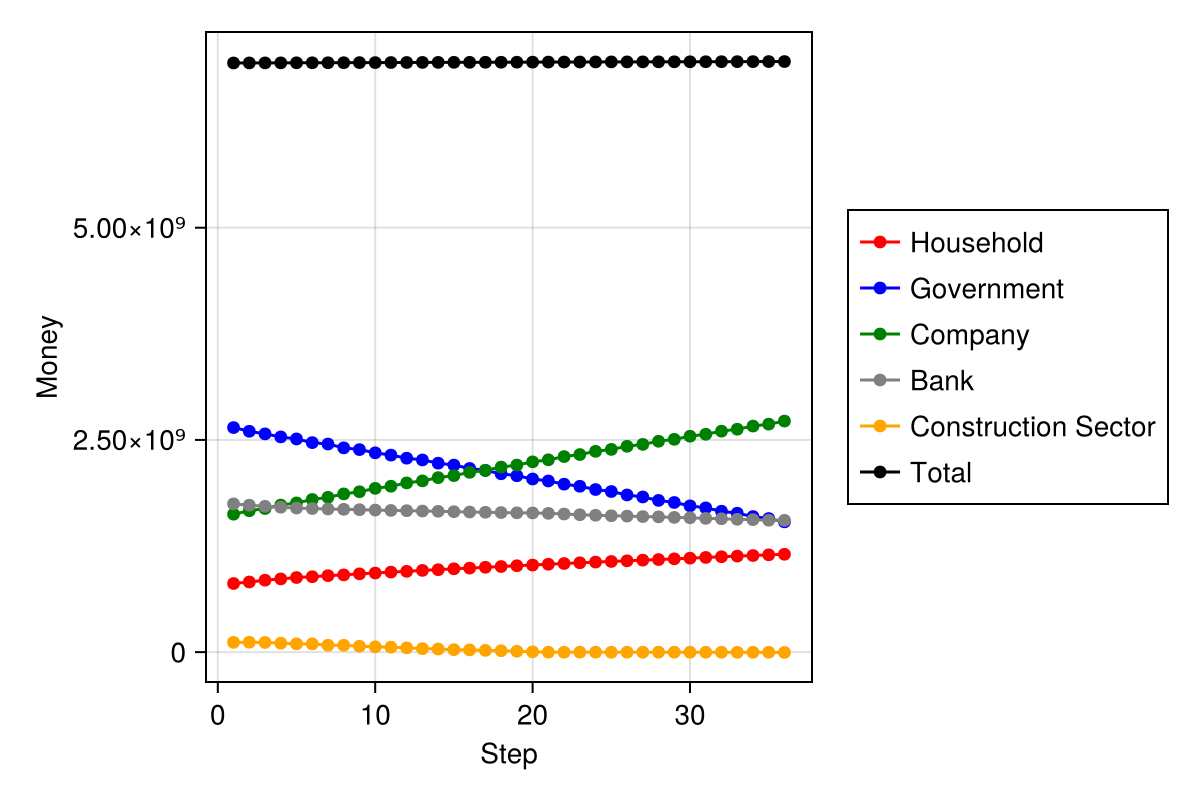 Money
5.00×10⁹
2.50×10⁹
0
0 10 20 30
Step
Household
Government
Company
Bank
Construction Sector
Total